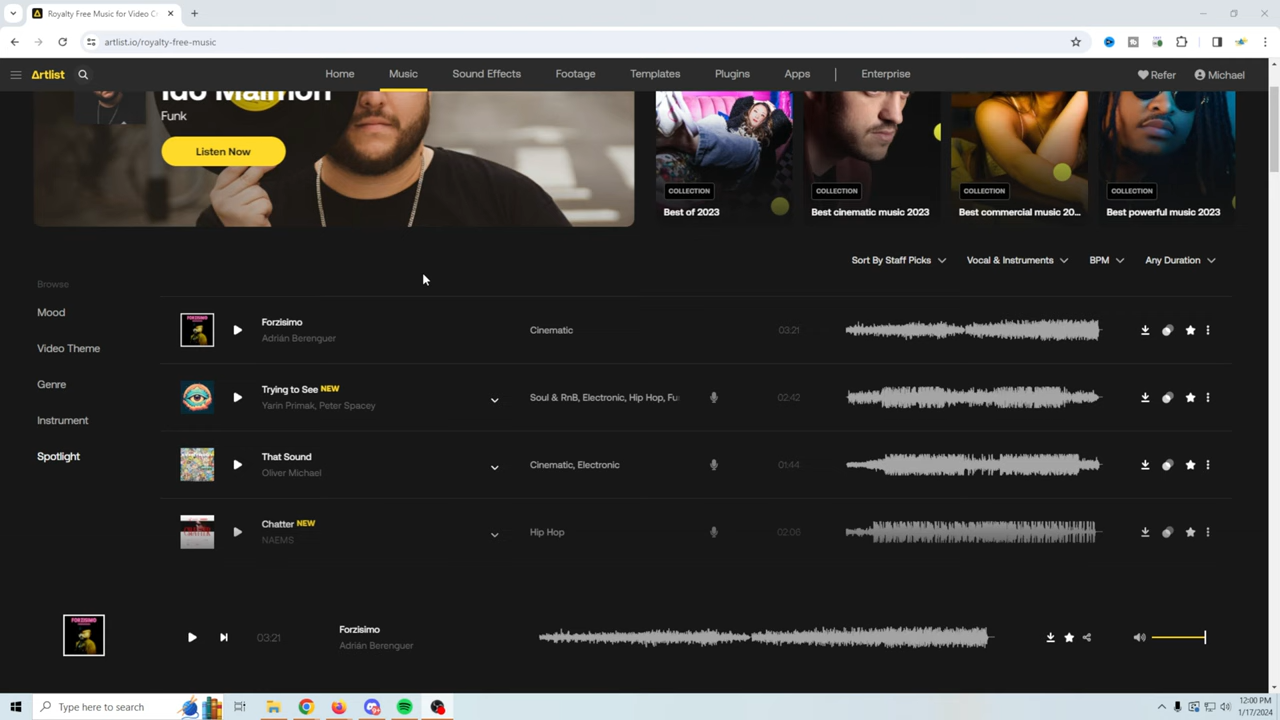 Royalty Free Music for Video C
artlist.io/royalty-free-music
Artlist
Home
Music
Sound Effects
Footage
Templates
Plugins
Apps
Enterprise
Refer
Michael
Ido Maimon
Funk
Listen Now
COLLECTION
Best of 2023
COLLECTION
Best cinematic music 2023
COLLECTION
Best commercial music 20...
COLLECTION
Best powerful music 2023
Sort By Staff Picks
Vocal & Instruments
BPM
Any Duration
Browse
Mood
Video Theme
Genre
Instrument
Spotlight
Forzisimo
Adrián Berenguer
Cinematic
03:21
Trying to See NEW
Yarin Primak, Peter Spacey
Soul & RnB, Electronic, Hip Hop, Fu
02:42
That Sound
Oliver Michael
Cinematic, Electronic
01:44
Chatter NEW
NAEMS
Hip Hop
02:06
FORZISIMO
03:21
Forzisimo
Adrián Berenguer
Type here to search
12:00 PM
1/17/2024